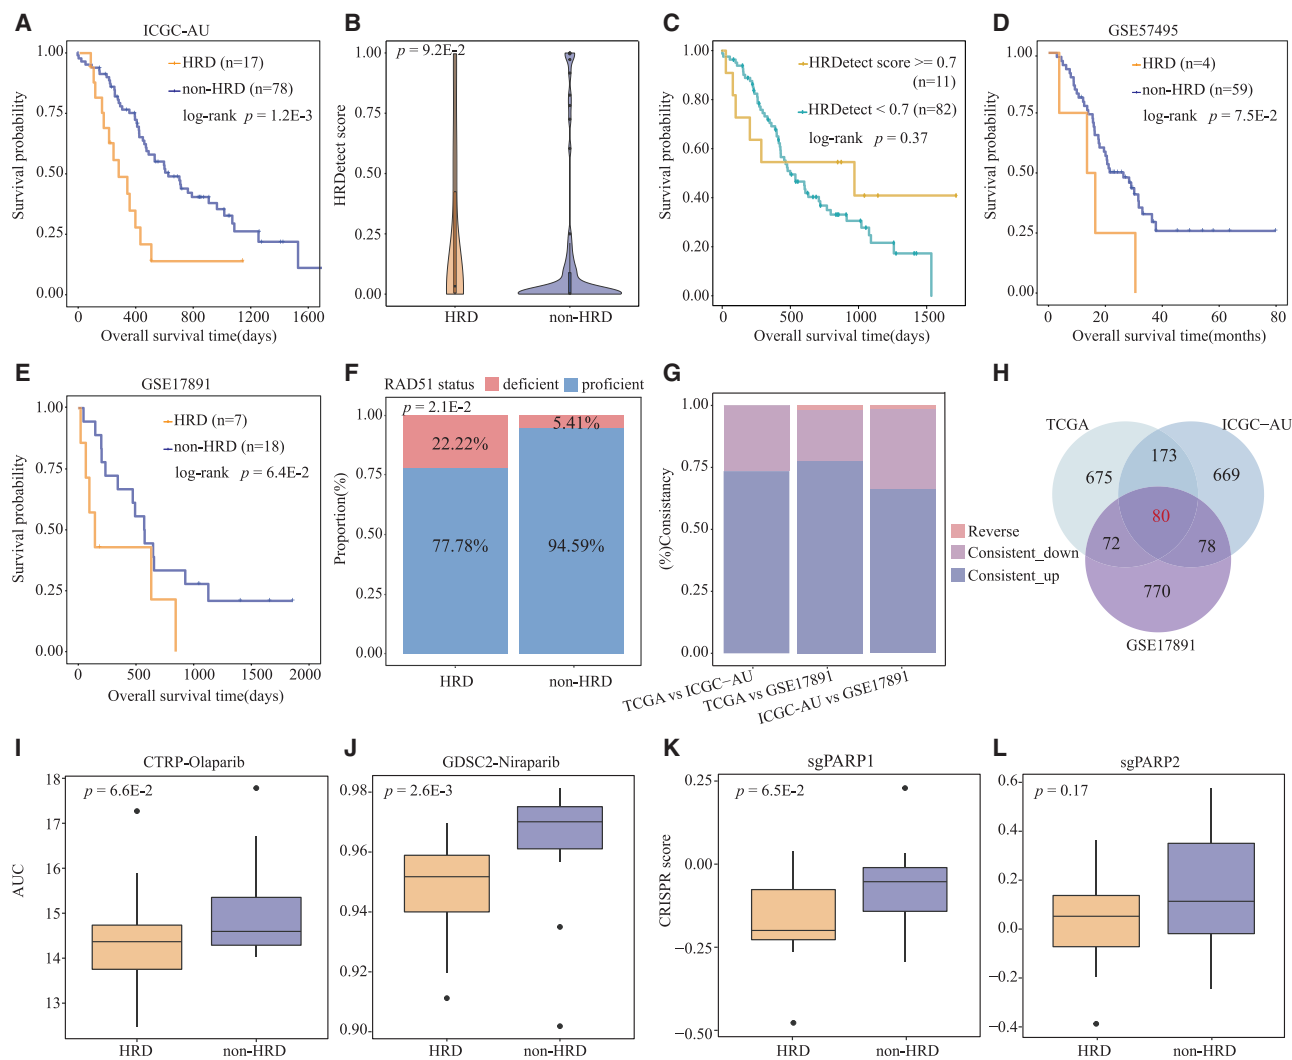 A
ICGC-AU
HRD (n=17)
non-HRD (n=78)
log-rank p = 1.2E-3
Survival probability
1.00
0.75
0.50
0.25
0.00
0 400 800 1200 1600
Overall survival time(days)
B
p = 9.2E-2
HRDetect score
1.00
0.75
0.50
0.25
0.00
HRD non-HRD
C
HRDetect score >= 0.7
(n=11)
HRDetect < 0.7 (n=82)
log-rank p = 0.37
Survival probability
1.00
0.80
0.60
0.40
0.20
0.00
0 500 1000 1500
Overall survival time(days)
D
GSE57495
HRD (n=4)
non-HRD (n=59)
log-rank p = 7.5E-2
Survival probability
1.00
0.75
0.50
0.25
0.00
0 20 40 60 80
Overall survival time(months)
E
GSE17891
HRD (n=7)
non-HRD (n=18)
log-rank p = 6.4E-2
Survival probability
1.00
0.75
0.50
0.25
0.00
0 500 1000 1500 2000
Overall survival time(days)
F
RAD51 status deficient proficient
p = 2.1E-2
Proportion(%)
1.00
0.75
0.50
0.25
0.00
22.22%
5.41%
77.78%
94.59%
HRD non-HRD
G
(%)Consistancy
1.00
0.75
0.50
0.25
0.00
TCGA vs ICGC-AU
TCGA vs GSE17891
ICGC-AU vs GSE17891
Reverse
Consistent_down
Consistent_up
H
TCGA
ICGC-AU
173
675
669
80
72
78
770
GSE17891
I
CTRP-Olaparib
p = 6.6E-2
AUC
18
17
16
15
14
13
HRD non-HRD
J
GDSC2-Niraparib
p = 2.6E-3
0.98
0.96
0.94
0.92
0.90
HRD non-HRD
K
sgPARP1
p = 6.5E-2
CRISPR score
0.25
0.00
−0.25
−0.50
HRD non-HRD
L
sgPARP2
p = 0.17
0.6
0.4
0.2
0.0
−0.2
−0.4
HRD non-HRD